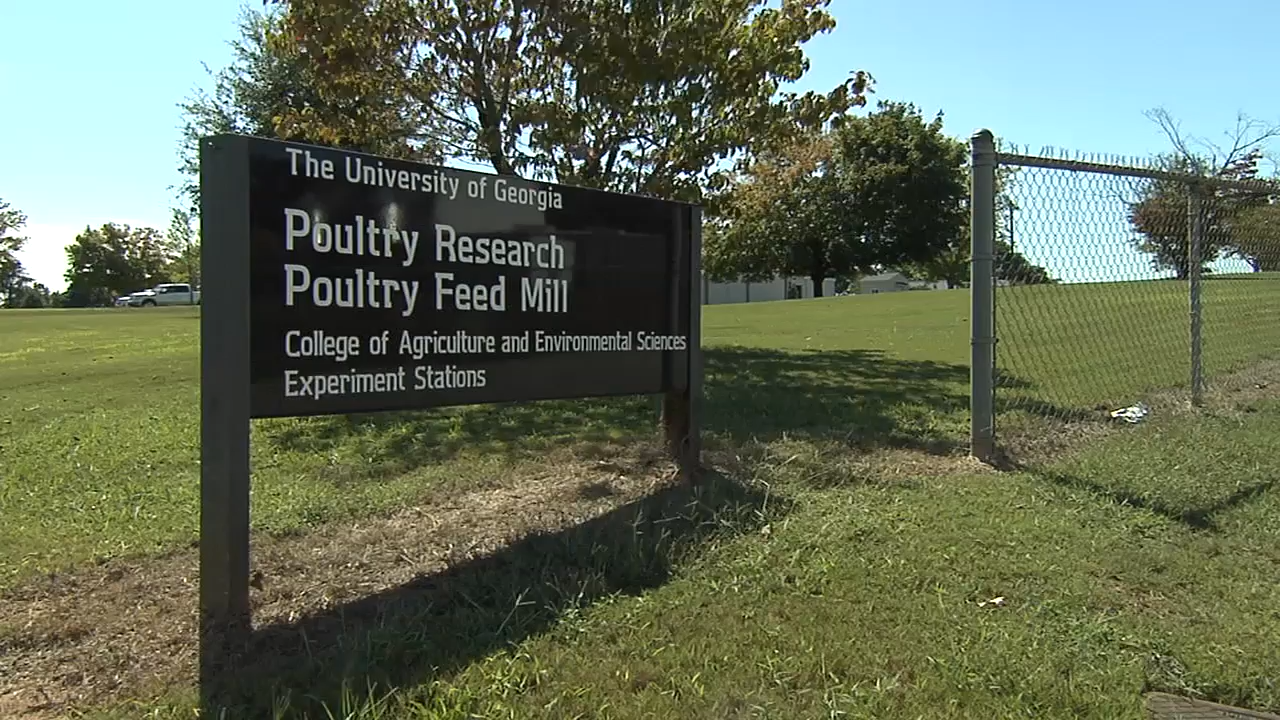 The University of Georgia
Poultry Research
Poultry Feed Mill
College of Agriculture and Environmental Sciences
Experiment Stations